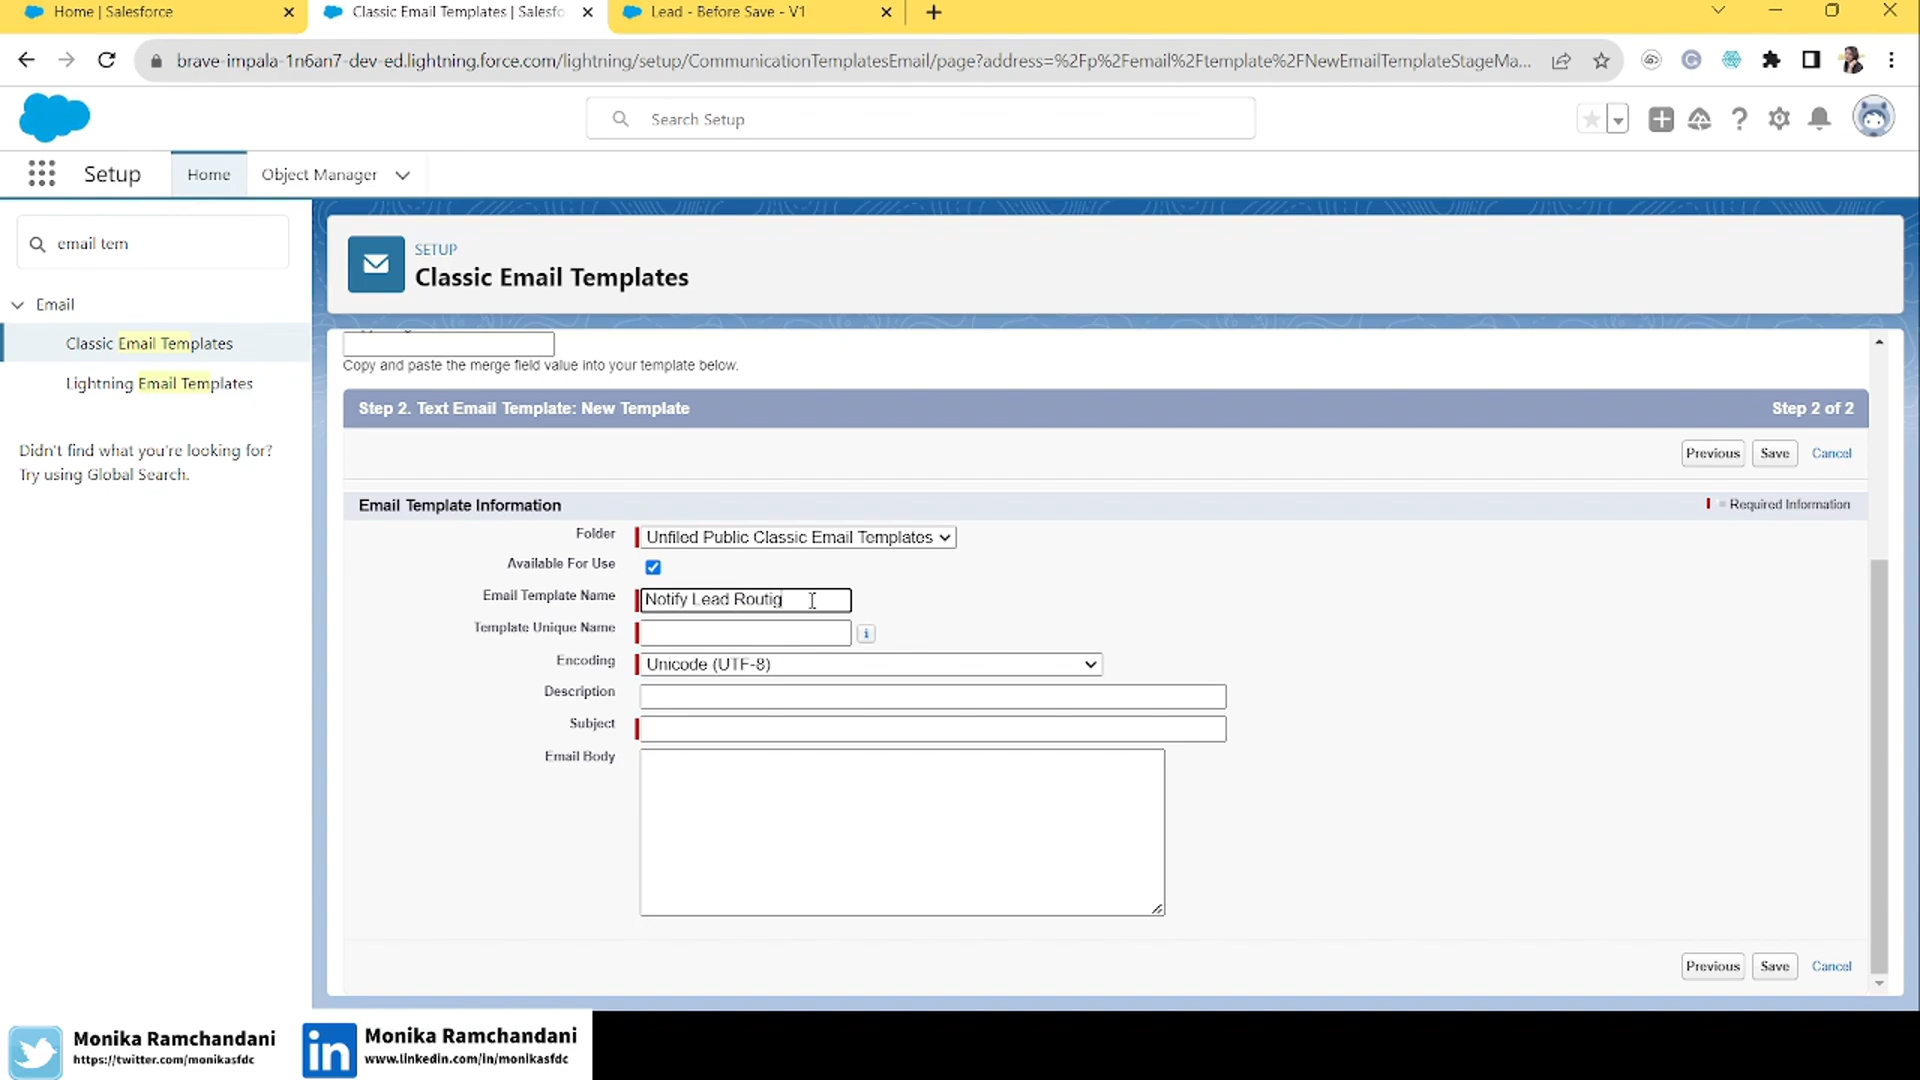 Home | Salesforce
Classic Email Templates | Salesfo
Lead - Before Save - V1
brave-impala-1n6an7-dev-ed.lightning.force.com/lightning/setup/CommunicationTemplatesEmail/page?address=%2Fp%2Femail%2Ftemplate%2FNewEmailTemplateStageMa...
Search Setup
Setup
Home
Object Manager
email tem
Email
Classic Email Templates
Lightning Email Templates
Didn't find what you're looking for?
Try using Global Search.
SETUP
Classic Email Templates
Copy and paste the merge field value into your template below.
Step 2. Text Email Template: New Template
Step 2 of 2
Previous
Save
Cancel
Email Template Information
= Required Information
Folder
Unfiled Public Classic Email Templates
Available For Use
Email Template Name
Notify Lead Routig
Template Unique Name
Encoding
Unicode (UTF-8)
Description
Subject
Email Body
Previous
Save
Cancel
Monika Ramchandani
https://twitter.com/monikasfdc
in
Monika Ramchandani
www.linkedin.com/in/monikasfdc